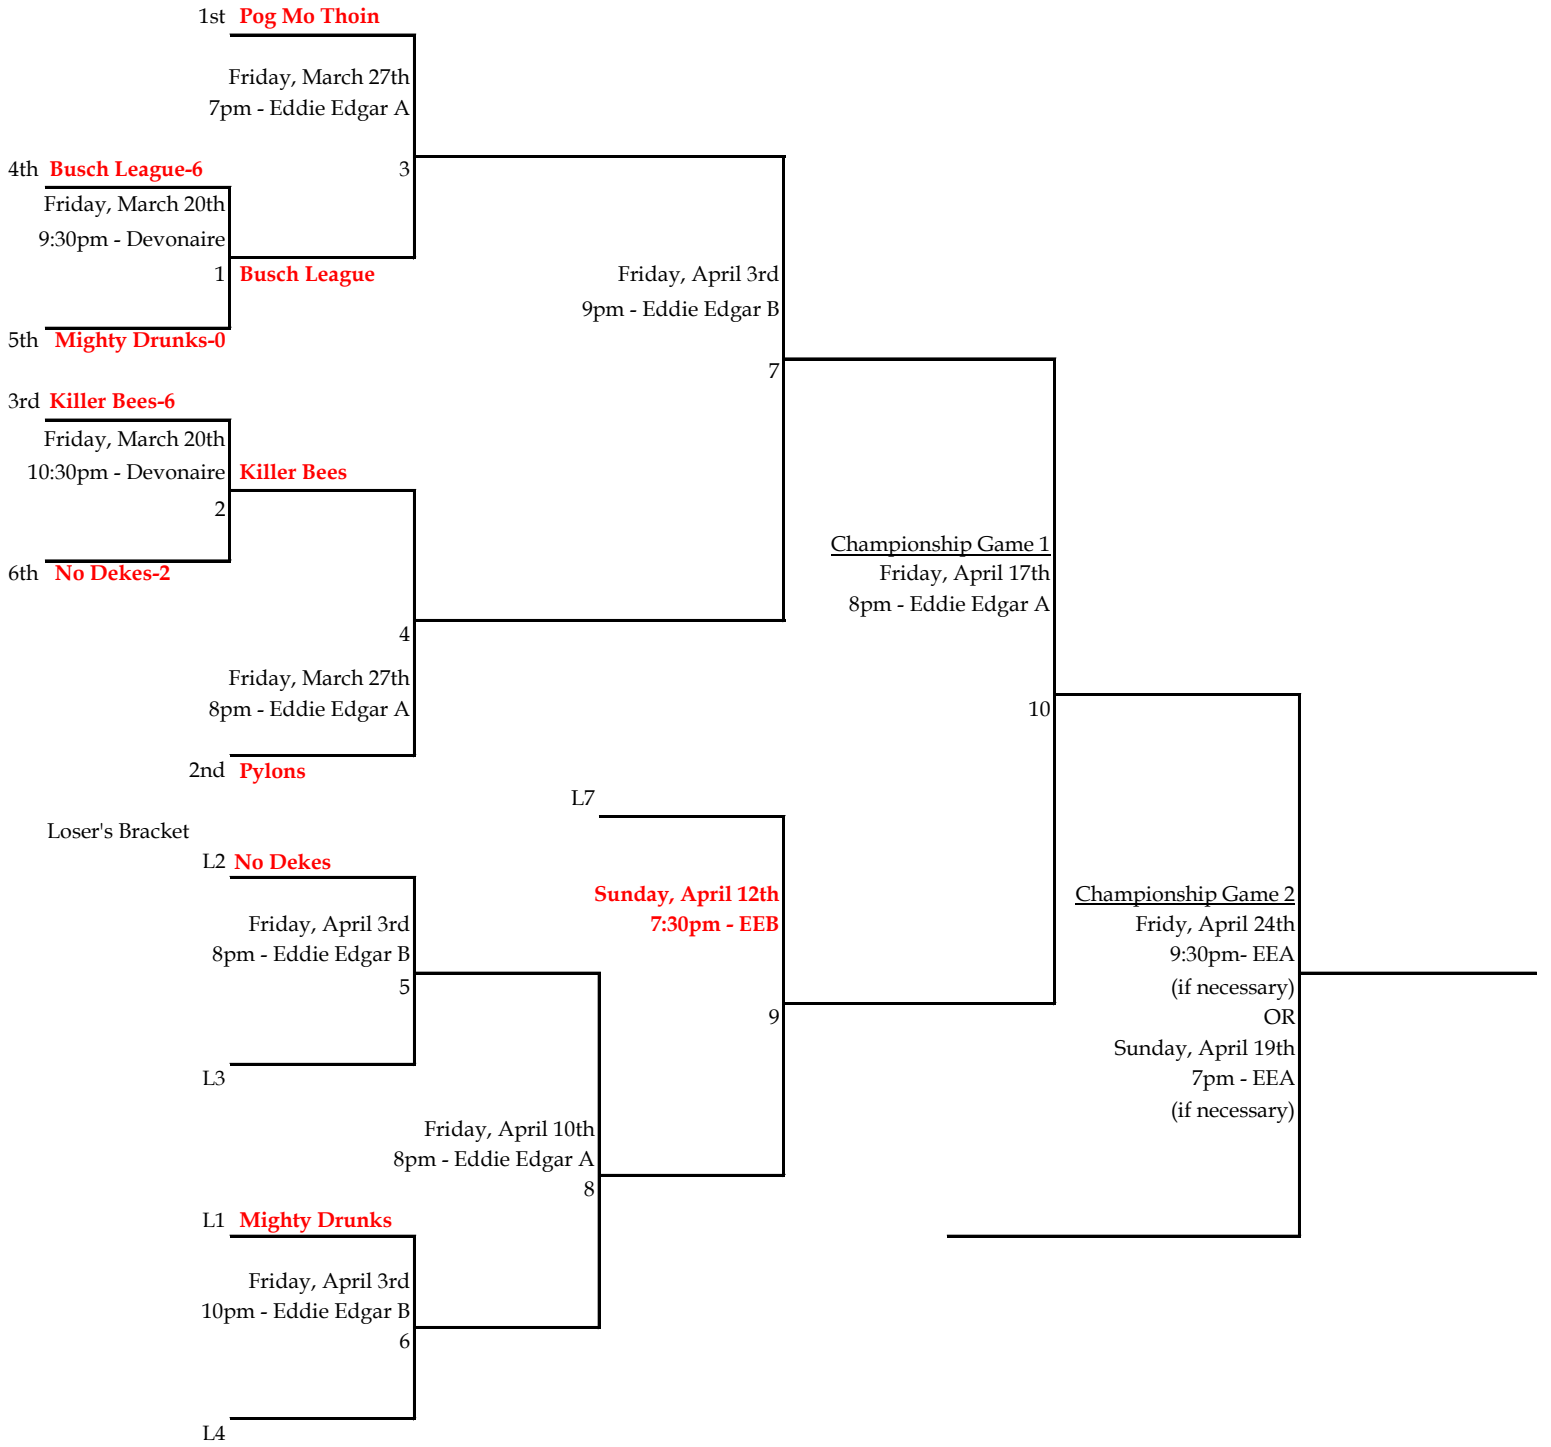 1st Pog Mo Thoin
Friday, March 27th
7pm - Eddie Edgar A
3
4th Busch League-6
Friday, March 20th
9:30pm - Devonaire
1 Busch League
5th Mighty Drunks-0
3rd Killer Bees-6
Friday, March 20th
10:30pm - Devonaire Killer Bees
2
6th No Dekes-2
4
Friday, March 27th
8pm - Eddie Edgar A
2nd Pylons
Friday, April 3rd
9pm - Eddie Edgar B
7
Championship Game 1
Friday, April 17th
8pm - Eddie Edgar A
10
Loser's Bracket
L2 No Dekes
Friday, April 3rd
8pm - Eddie Edgar B
5
L3
L7
Sunday, April 12th
7:30pm - EEB
9
Friday, April 10th
8pm - Eddie Edgar A
8
L1 Mighty Drunks
Friday, April 3rd
10pm - Eddie Edgar B
6
L4
Championship Game 2
Fridy, April 24th
9:30pm- EEA
(if necessary)
OR
Sunday, April 19th
7pm - EEA
(if necessary)